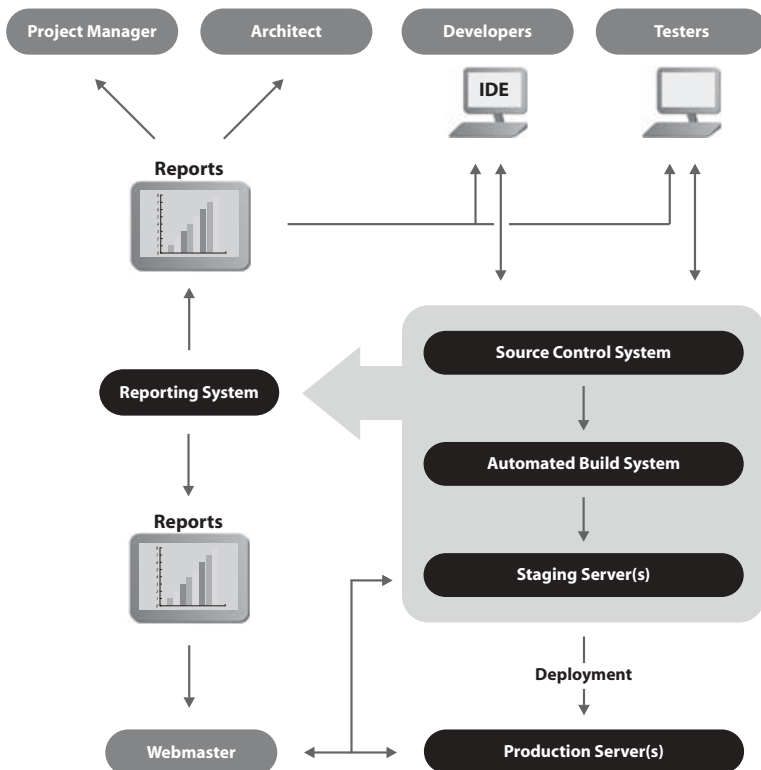 Project Manager
Architect
Developers
Testers
IDE
Reports
Source Control System
Reporting System
Automated Build System
Reports
Staging Server(s)
Deployment
Webmaster
Production Server(s)